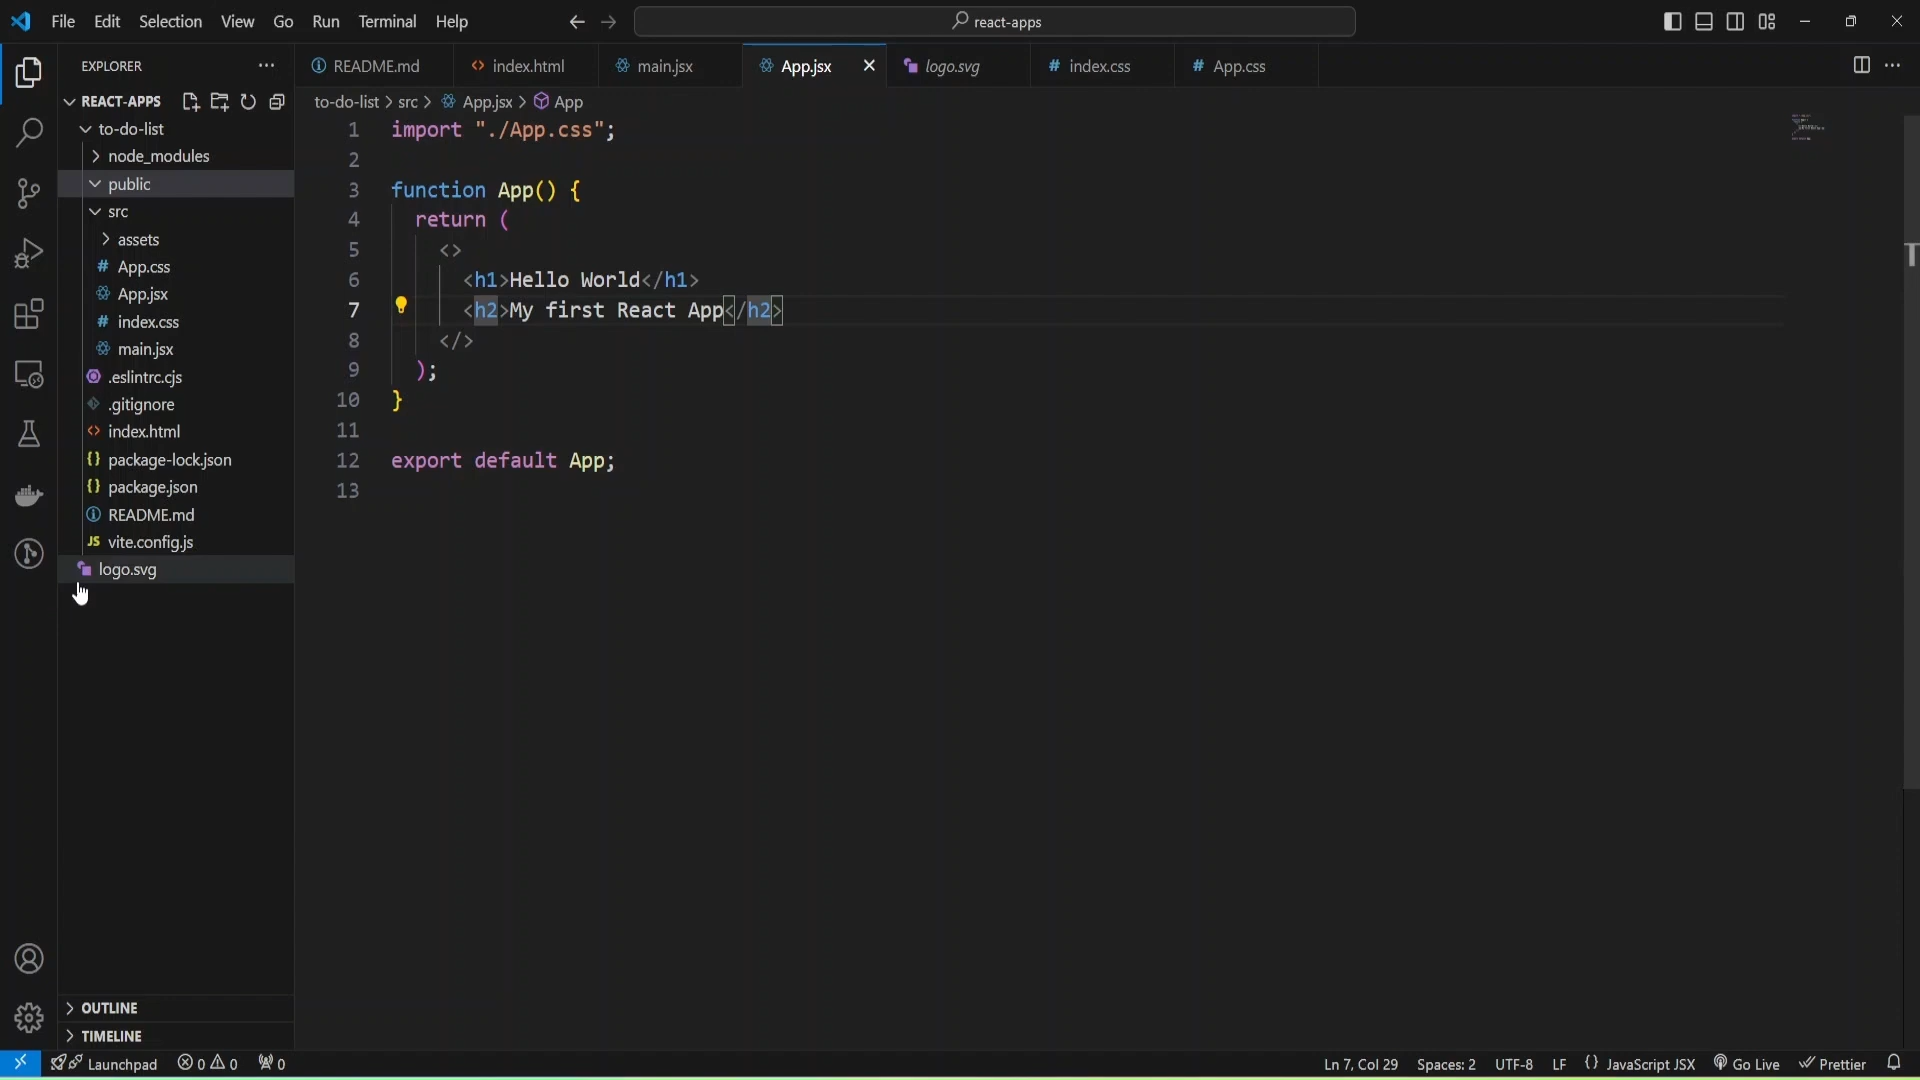 File Edit Selection View Go Run Terminal Help
react-apps
EXPLORER
README.md
index.html
main.jsx
App.jsx
logo.svg
# index.css
# App.css
REACT-APPS
to-do-list > src > App.jsx > App
to-do-list
node_modules
public
src
assets
# App.css
App.jsx
# index.css
main.jsx
.eslintrc.cjs
.gitignore
<> index.html
{} package-lock.json
{} package.json
README.md
JS vite.config.js
logo.svg
1 import "./App.css";
2
3 function App() {
4 return (
5 <>
6 <h1>Hello World</h1>
7 <h2>My first React App</h2>
8 </>
9 );
10 }
11
12 export default App;
13
OUTLINE
TIMELINE
Launchpad 0 0 0
Ln 7, Col 29 Spaces: 2 UTF-8 LF {} JavaScript JSX Go Live Prettier